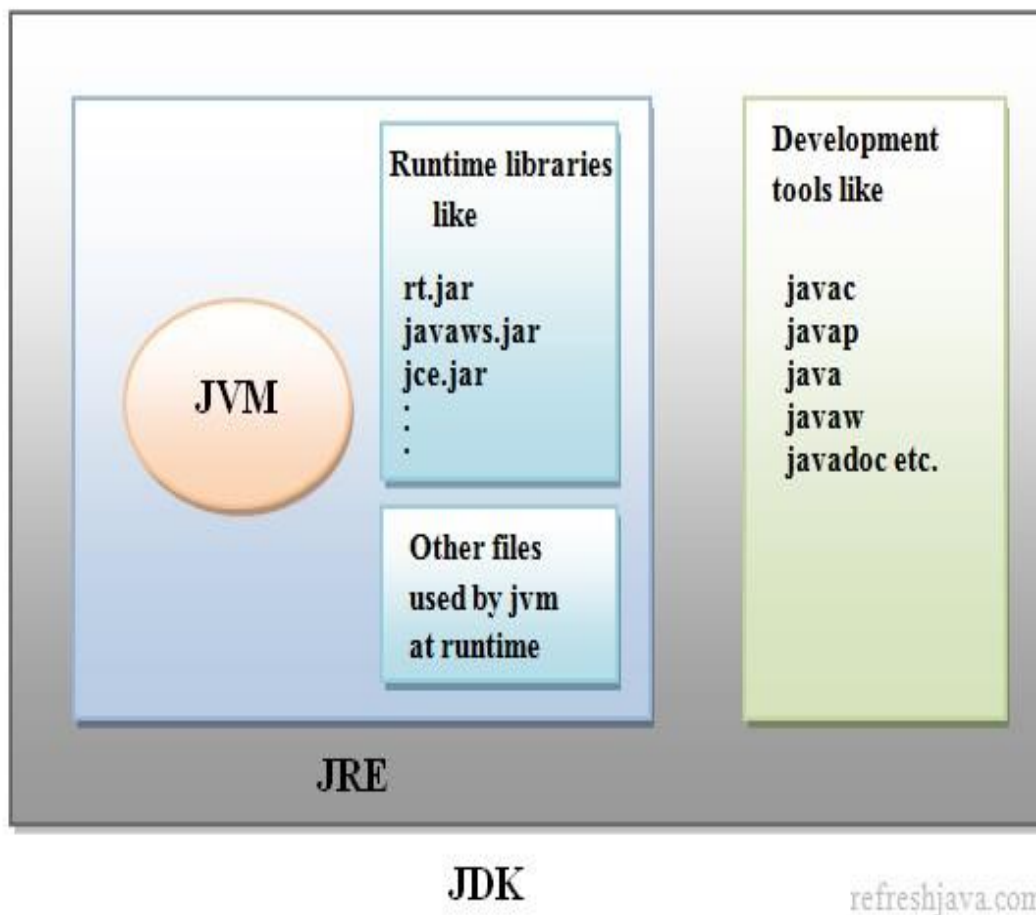 Runtime libraries
like
rt.jar
javaws.jar
jce.jar
.
.
.
JVM
Other files
used by jvm
at runtime
Development
tools like
javac
javap
java
javaw
javadoc etc.
JRE
JDK
refreshjava.com